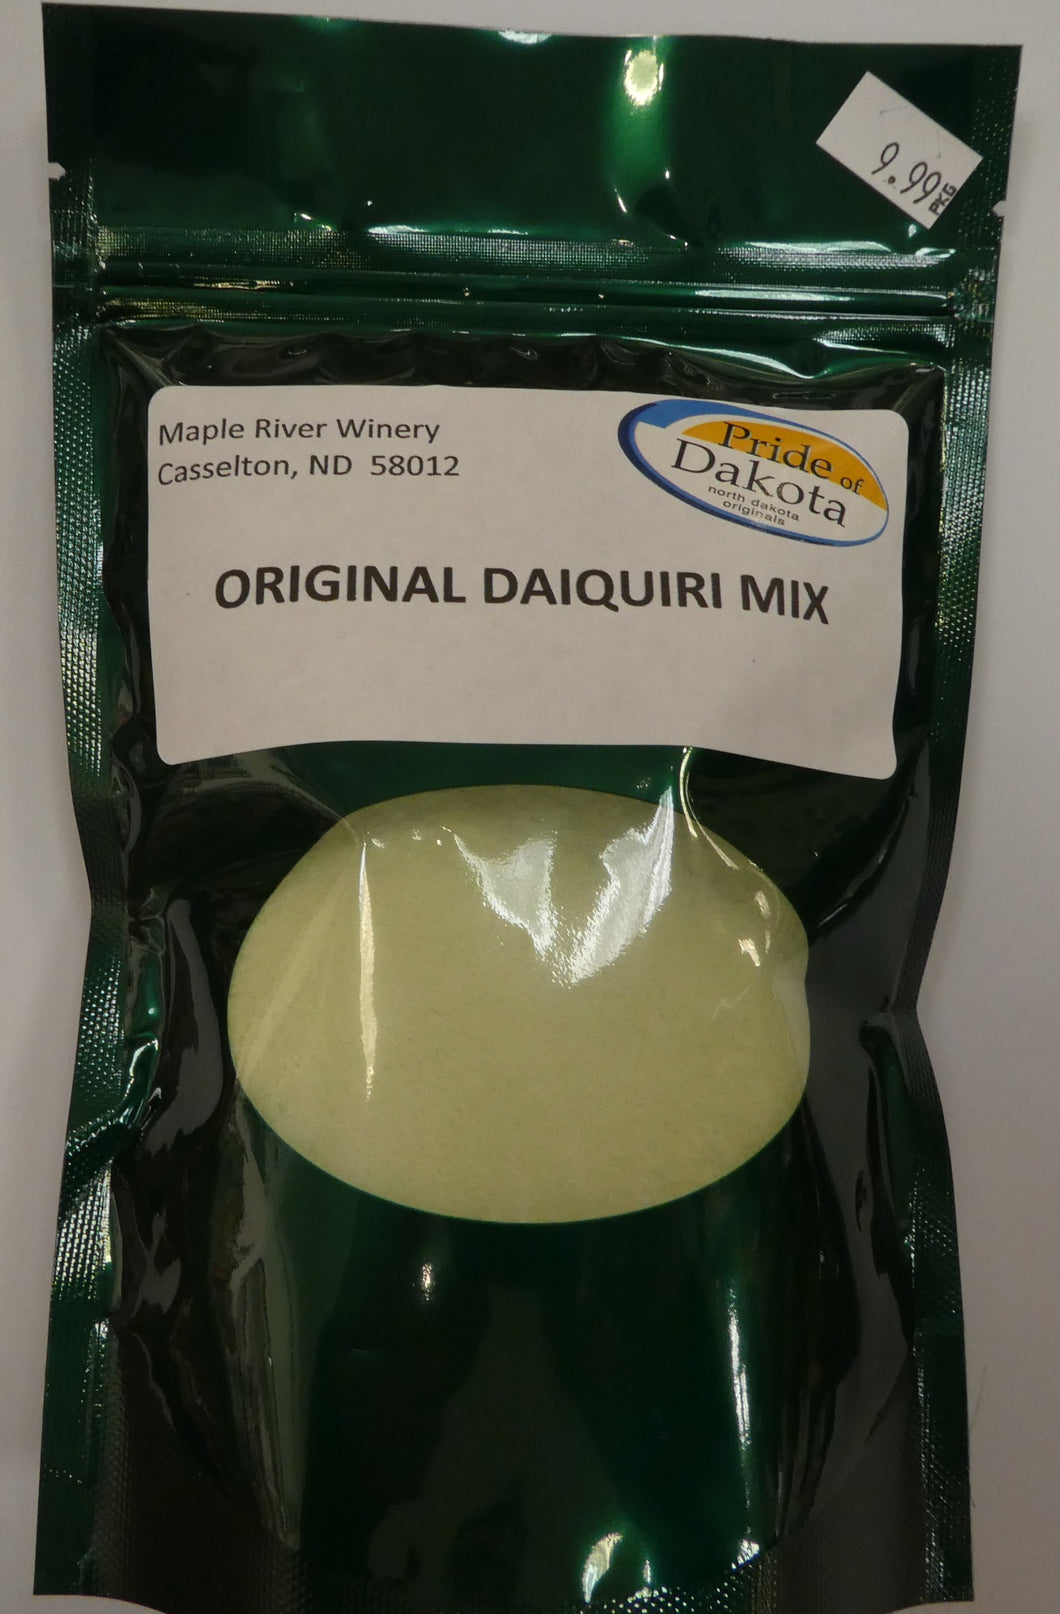 9.99
PKG
Maple River Winery
Casselton, ND 58012
Pride of
Dakota
north dakota
originals
ORIGINAL DAIQUIRI MIX